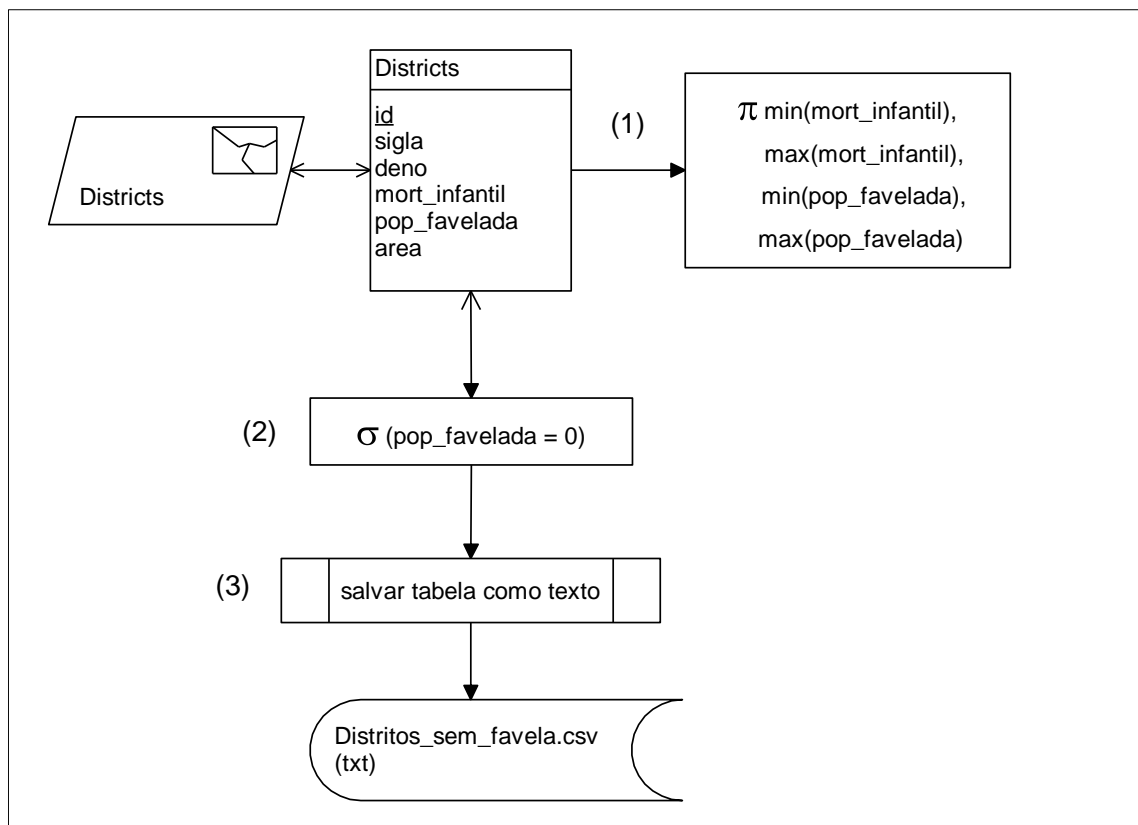 Districts
Districts
id
sigla
deno
mort_infantil
pop_favelada
area
(1)
π min(mort_infantil),
max(mort_infantil),
min(pop_favelada),
max(pop_favelada)
(2)
σ (pop_favelada = 0)
(3)
salvar tabela como texto
Distritos_sem_favela.csv
(txt)